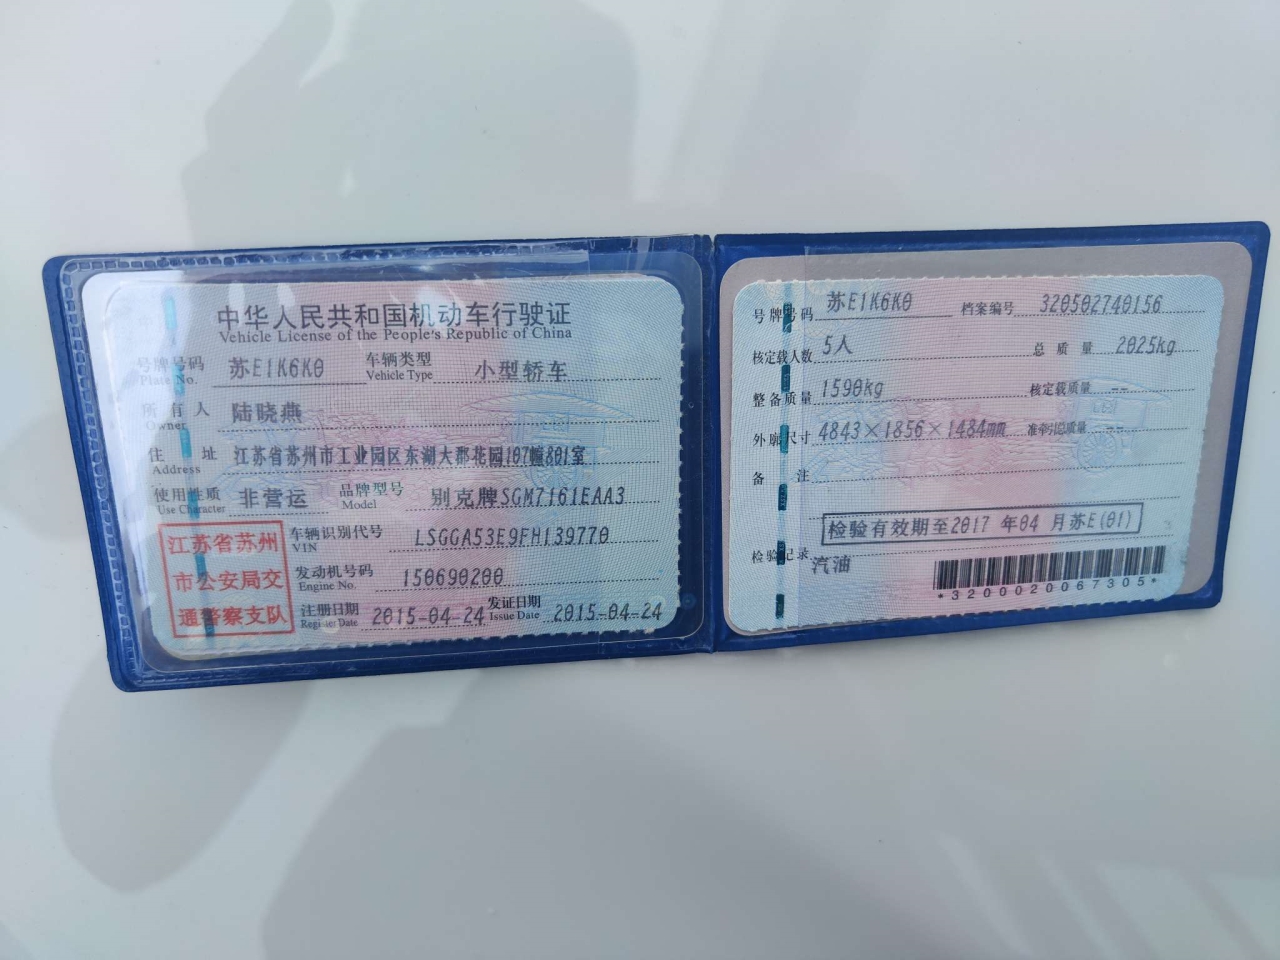 中华人民共和国机动车行驶证
Vehicle License of the People's Republic of China
号牌号码 苏E1K6K0 车辆类型 小型轿车
Plate No. Vehicle Type
所有人 陆晓燕
Owner
住址 江苏省苏州市工业园区东湖大郡花园107幢801室
Address
使用性质 非营运 品牌型号 别克牌SGM7161EAA3
Use Character Model
江苏省苏州
市公安局交
通警察支队
车辆识别代号 LSGGA53E9FH139770
VIN
发动机号码 150690200
Engine No.
注册日期 2015-04-24 发证日期 2015-04-24
Register Date Issue Date
号牌号码 苏E1K6K0 档案编号 320502740156
核定载人数 5人 总质量 2025kg
整备质量 1590kg 核定载质量 --
外廓尺寸 4843×1856×1484mm 准牵引总质量 --
备注
检验有效期至2017年04月苏E(01)
检验记录
汽油
*3200020067305*